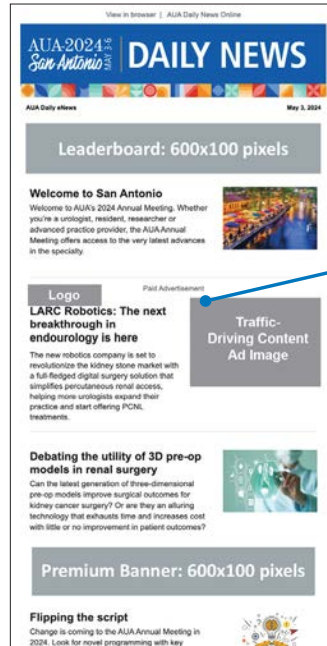 View in browser | AUA Daily News Online
AUA-2024
San Antonio
MAY 3-6
DAILY NEWS
AUA Daily eNews
May 3, 2024
Leaderboard: 600x100 pixels
Welcome to San Antonio
Welcome to AUA's 2024 Annual Meeting. Whether
you're a urologist, resident, researcher or
advanced practice provider, the AUA Annual
Meeting offers access to the very latest advances
in the specialty.
Paid Advertisement
Logo
LARC Robotics: The next
breakthrough in
endourology is here
The new robotics company is set to
revolutionize the kidney stone market with
a full-fledged digital surgery solution that
simplifies percutaneous renal access,
helping more urologists expand their
practice and start offering PCNL
treatments.
Traffic-
Driving Content
Ad Image
Debating the utility of 3D pre-op
models in renal surgery
Can the latest generation of three-dimensional
pre-op models improve surgical outcomes for
kidney cancer surgery? Or are they an alluring
technology that exhausts time and increases cost
with little or no improvement in patient outcomes?
Premium Banner: 600x100 pixels
Flipping the script
Change is coming to the AUA Annual Meeting in
2024. Look for novel programming with key